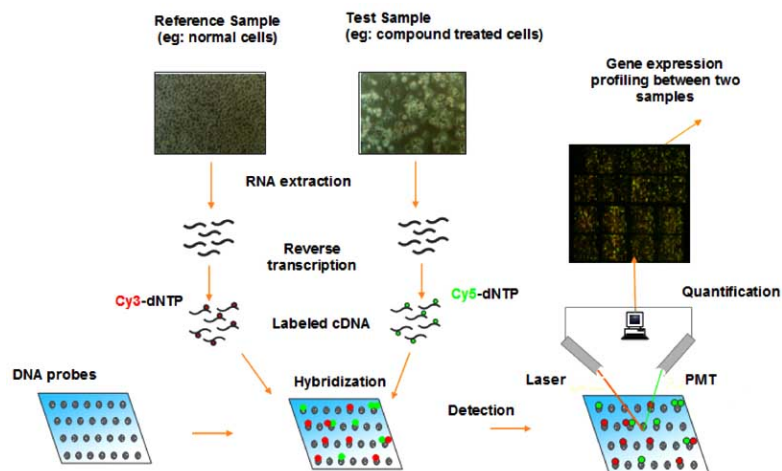 Reference Sample
(eg: normal cells)
Test Sample
(eg: compound treated cells)
Gene expression
profiling between two
samples
RNA extraction
Reverse
transcription
Cy3-dNTP
Cy5-dNTP
Labeled cDNA
Quantification
DNA probes
Hybridization
Laser
PMT
Detection